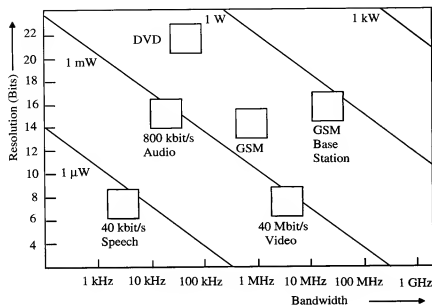 1 W
1 kW
22
DVD
Resolution (Bits)
20
1 mW
18
16
14
800 kbit/s
Audio
GSM
GSM
Base
Station
12
10
1 µW
8
6
40 kbit/s
Speech
40 Mbit/s
Video
4
2
1 kHz
10 kHz
100 kHz
1 MHz
10 MHz
100 MHz
1 GHz
Bandwidth